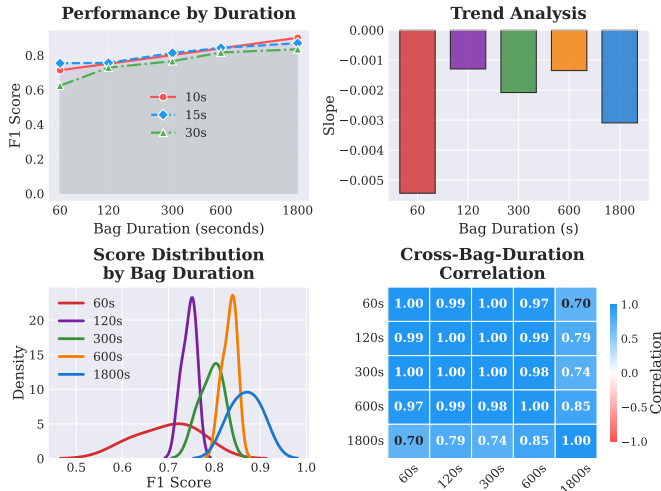 Performance by Duration
F1 Score
0.8
0.6
0.4
0.2
0.0
10s
15s
30s
60
120
300
600
1800
Bag Duration (seconds)
Trend Analysis
Slope
0.000
−0.001
−0.002
−0.003
−0.004
−0.005
60
120
300
600
1800
Bag Duration (s)
Score Distribution
by Bag Duration
Density
20
15
10
5
0
60s
120s
300s
600s
1800s
0.5
0.6
0.7
0.8
0.9
1.0
F1 Score
Cross-Bag-Duration
Correlation
60s 1.00 0.99 1.00 0.97 0.70
120s 0.99 1.00 1.00 0.99 0.79
300s 1.00 1.00 1.00 0.98 0.74
600s 0.97 0.99 0.98 1.00 0.85
1800s 0.70 0.79 0.74 0.85 1.00
60s
120s
300s
600s
1800s
1.0
0.5
0.0
−0.5
−1.0
Correlation